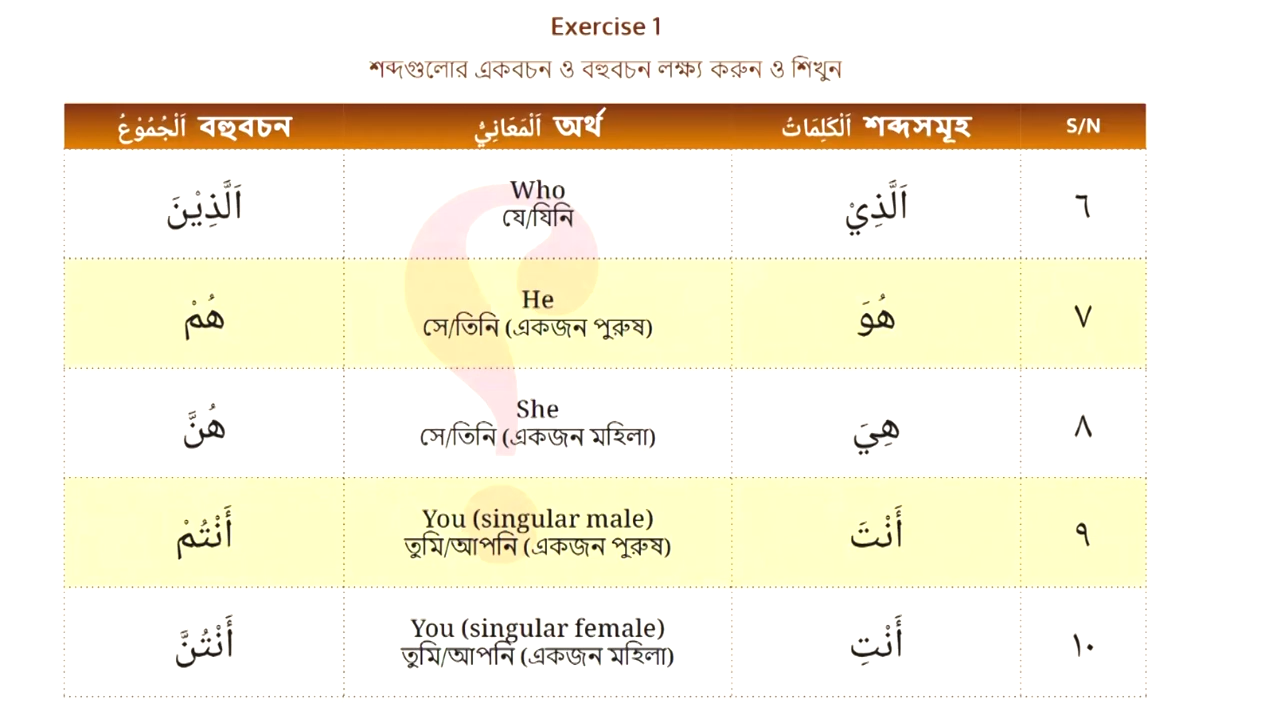 Exercise 1
শব্দগুলোর একবচন ও বহুবচন লক্ষ্য করুন ও শিখুন
S/N
اَلْكَلِمَاتُ শব্দসমূহ
اَلْمَعَانِيُّ অর্থ
اَلْجُمُوْعُ বহুবচন
٦
اَلَّذِيْ
Who
যে/যিনি
اَلَّذِيْنَ
٧
هُوَ
He
সে/তিনি (একজন পুরুষ)
هُمْ
٨
هِيَ
She
সে/তিনি (একজন মহিলা)
هُنَّ
٩
أَنْتَ
You (singular male)
তুমি/আপনি (একজন পুরুষ)
أَنْتُمْ
١٠
أَنْتِ
You (singular female)
তুমি/আপনি (একজন মহিলা)
أَنْتُنَّ